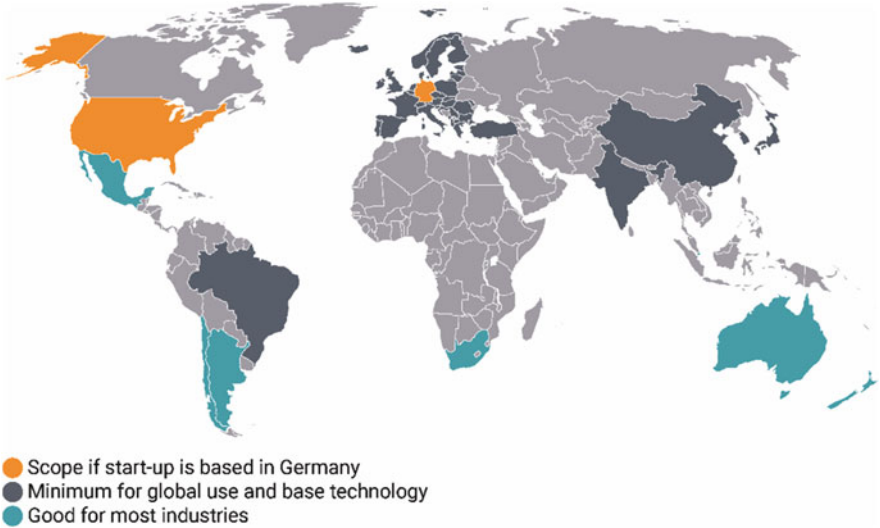 Scope if start-up is based in Germany
Minimum for global use and base technology
Good for most industries